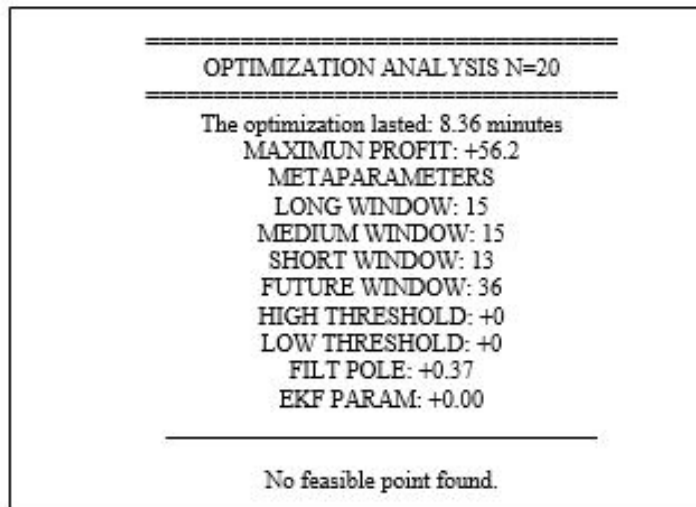 ===================================
OPTIMIZATION ANALYSIS N=20
===================================
The optimization lasted: 8.36 minutes
MAXIMUN PROFIT: +56.2
METAPARAMETERS
LONG WINDOW: 15
MEDIUM WINDOW: 15
SHORT WINDOW: 13
FUTURE WINDOW: 36
HIGH THRESHOLD: +0
LOW THRESHOLD: +0
FILT POLE: +0.37
EKF PARAM: +0.00
No feasible point found.